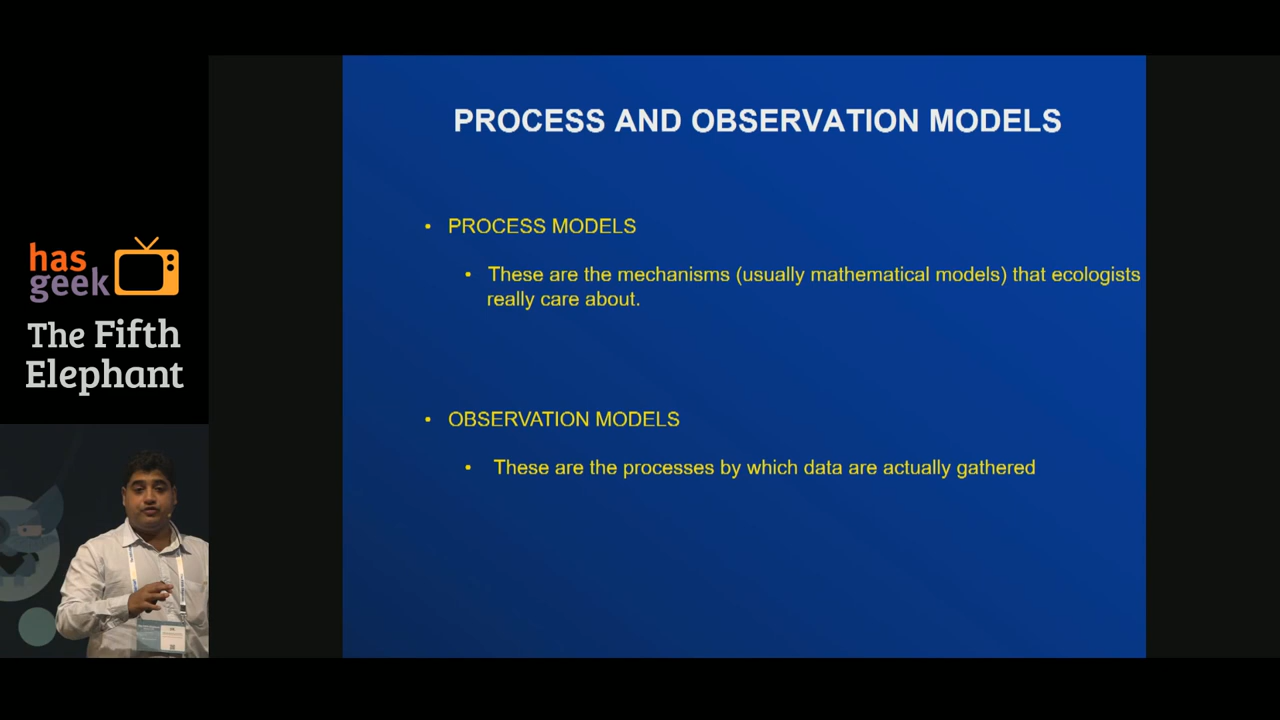 PROCESS AND OBSERVATION MODELS
• PROCESS MODELS
• These are the mechanisms (usually mathematical models) that ecologists
really care about.
• OBSERVATION MODELS
• These are the processes by which data are actually gathered
has
geek
The Fifth
Elephant